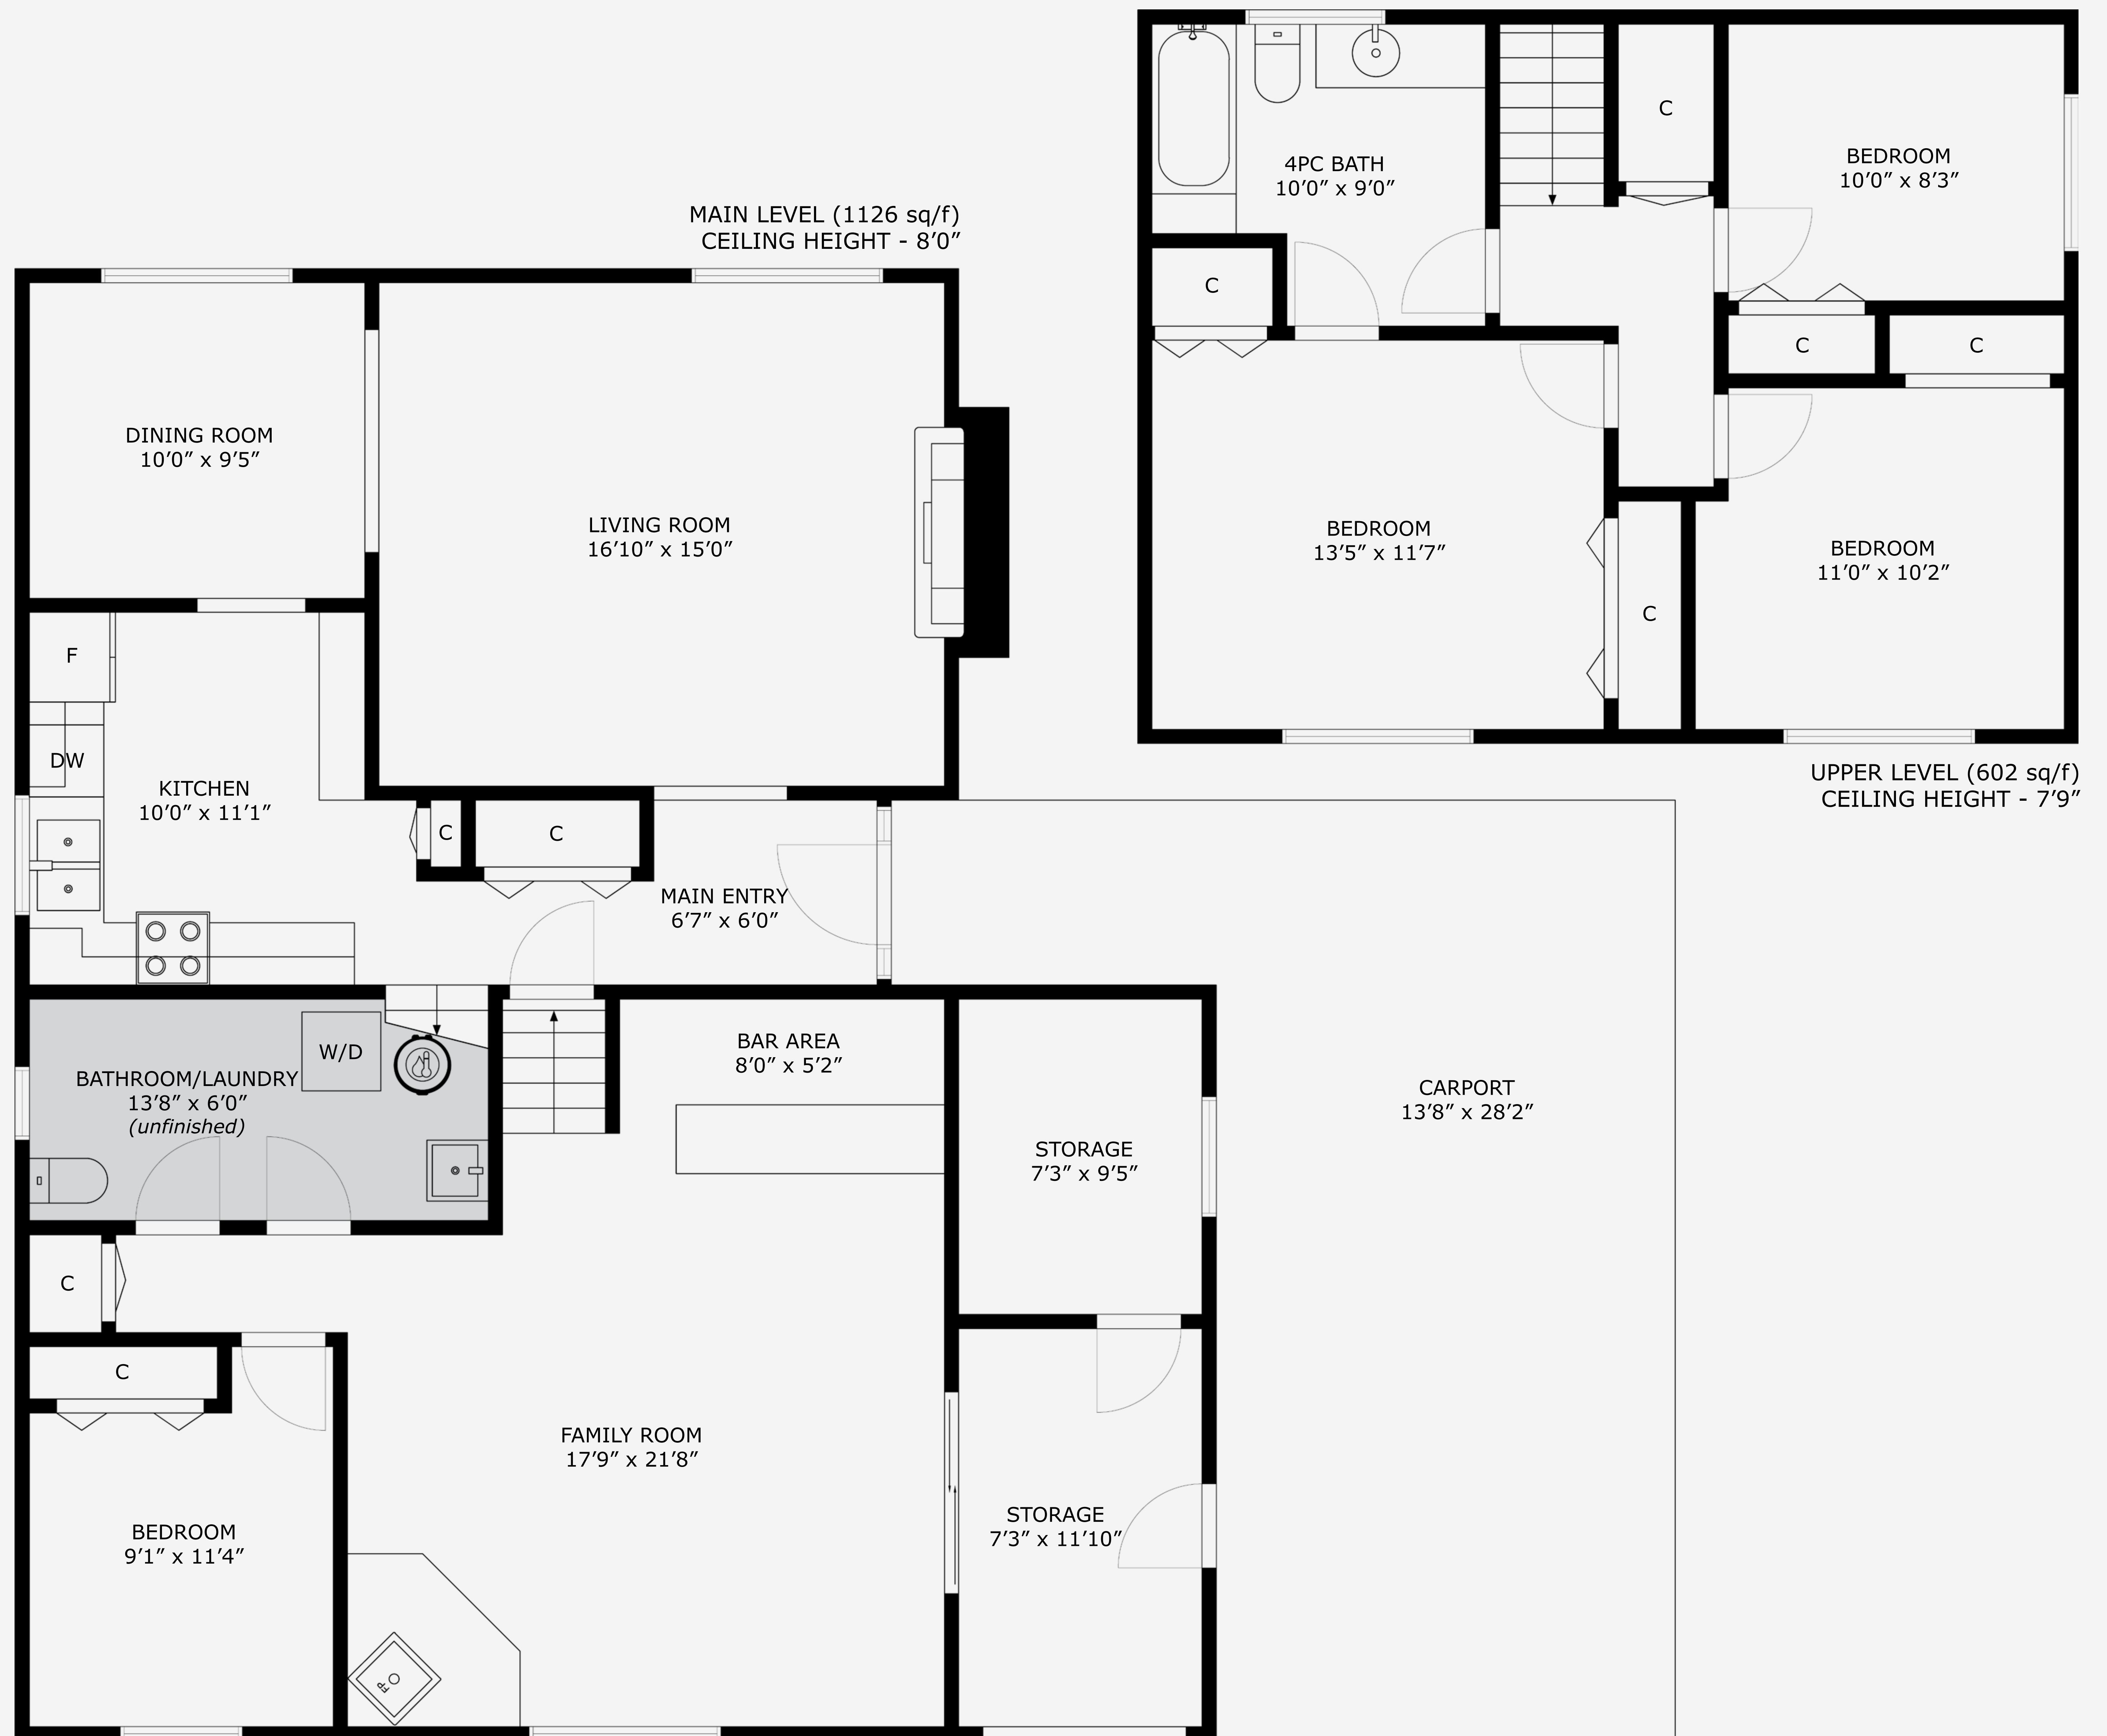 MAIN LEVEL (1126 sq/f)
CEILING HEIGHT - 8′0″
DINING ROOM
10′0″ x 9′5″
LIVING ROOM
16′10″ x 15′0″
F
DW
KITCHEN
10′0″ x 11′1″
C
C
MAIN ENTRY
6′7″ x 6′0″
W/D
BATHROOM/LAUNDRY
13′8″ x 6′0″
(unfinished)
BAR AREA
8′0″ x 5′2″
STORAGE
7′3″ x 9′5″
CARPORT
13′8″ x 28′2″
C
C
FAMILY ROOM
17′9″ x 21′8″
BEDROOM
9′1″ x 11′4″
STORAGE
7′3″ x 11′10″
FP
4PC BATH
10′0″ x 9′0″
C
BEDROOM
10′0″ x 8′3″
C
C
C
BEDROOM
13′5″ x 11′7″
BEDROOM
11′0″ x 10′2″
C
UPPER LEVEL (602 sq/f)
CEILING HEIGHT - 7′9″